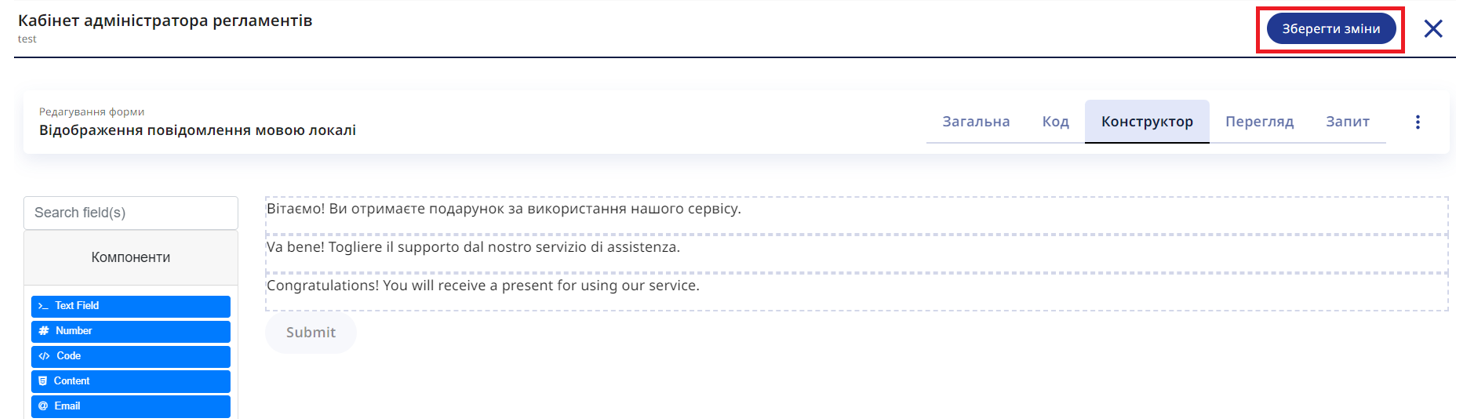 Кабінет адміністратора регламентів
Зберегти зміни
test
Редагування форми
Відображення повідомлення мовою локалі
Загальна Код Конструктор Перегляд Запит
Search field(s)
Компоненти
Text Field
Number
Code
Content
Email
Вітаємо! Ви отримаєте подарунок за використання нашого сервісу.
Va bene! Togliere il supporto dal nostro servizio di assistenza.
Congratulations! You will receive a present for using our service.
Submit